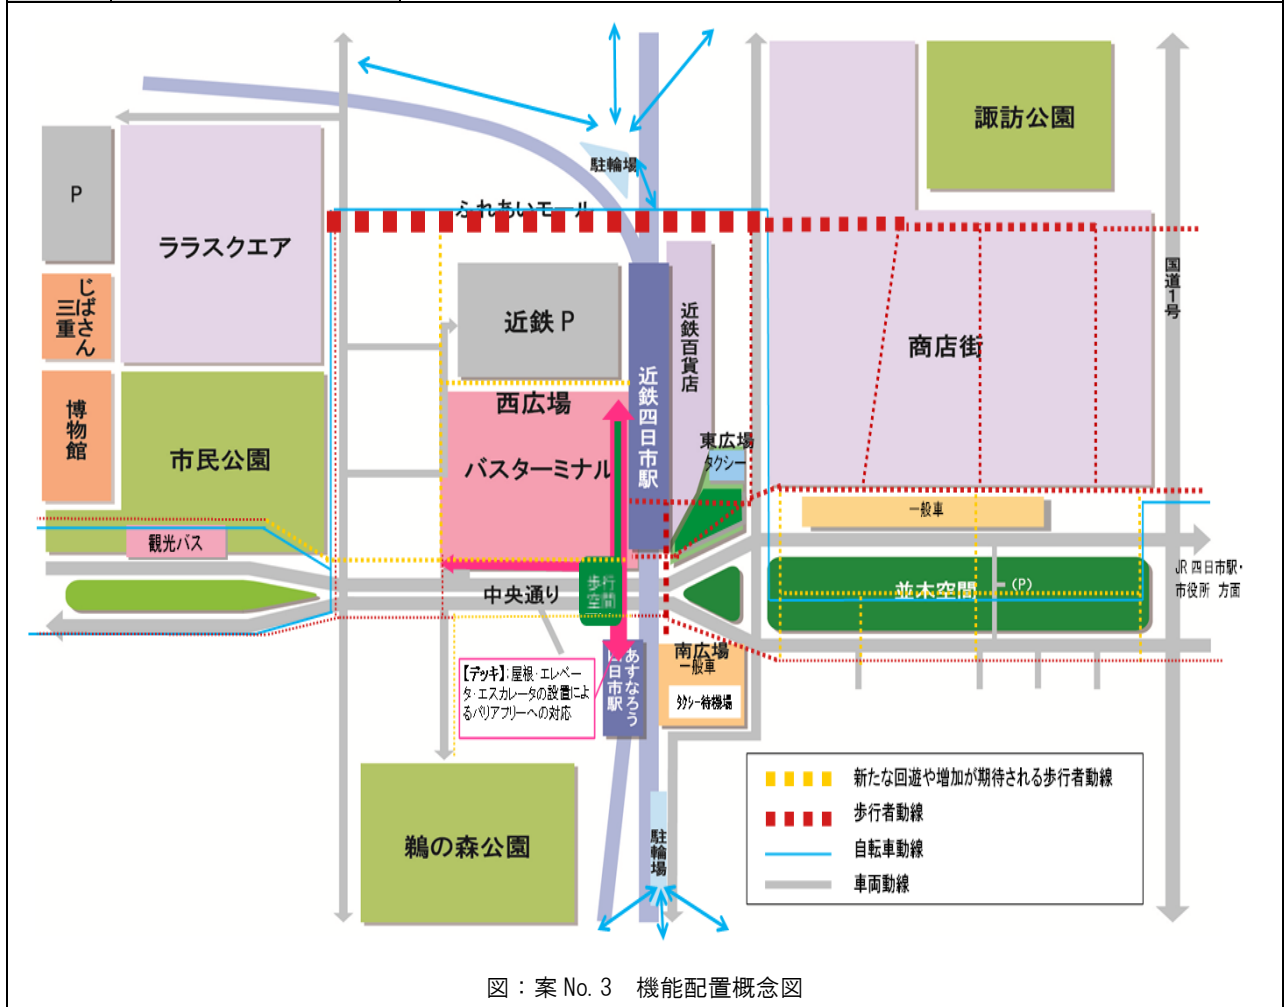 諏訪公園
駐輪場
P
ふれあいモール
ララスクエア
国道1号
じばさん
三重
近鉄P
近鉄百貨店
商店街
近鉄四日市駅
西広場
博物館
東広場
タクシー
市民公園
バスターミナル
一般車
観光バス
歩行
空間
中央通り
並木空間
(P)
JR四日市駅・
市役所 方面
【デッキ】:屋根・エレベー
タ・エスカレータの設置によ
るバリアフリーへの対応
あすなろう
四日市駅
南広場
一般車
タクシー待機場
新たな回遊や増加が期待される歩行者動線
歩行者動線
自転車動線
車両動線
鵜の森公園
駐輪場
図：案No.3 機能配置概念図